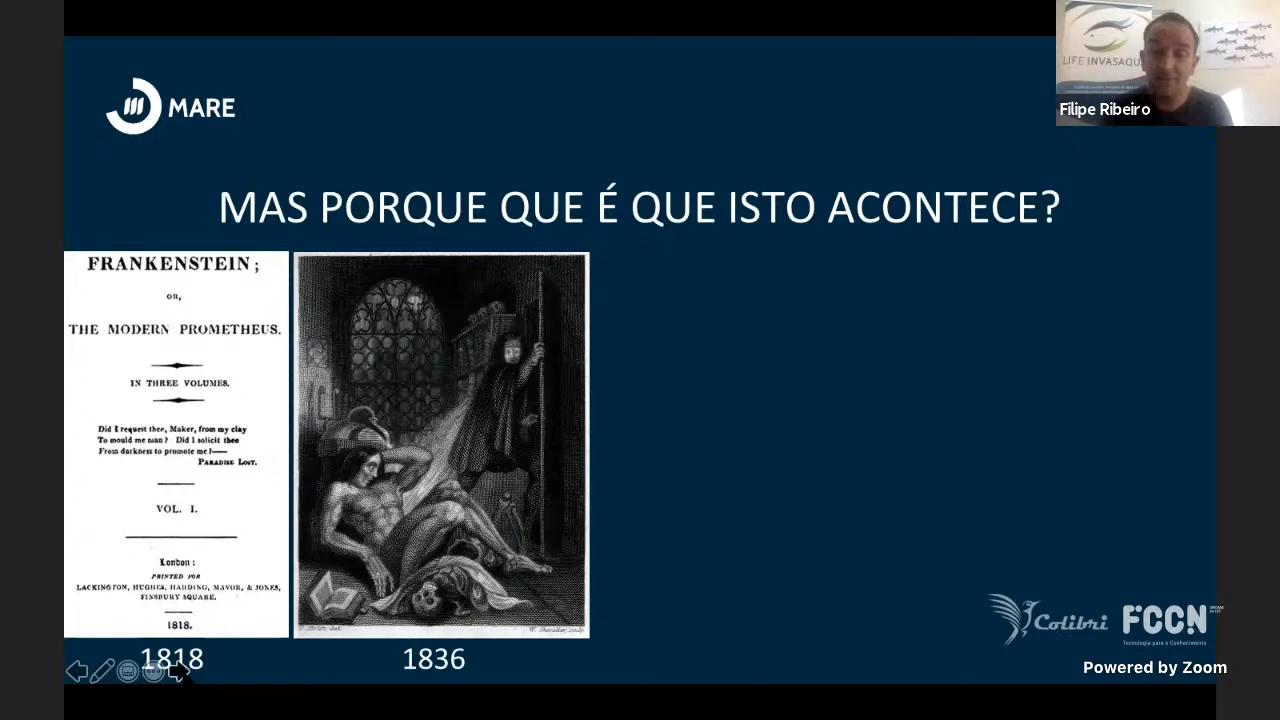 MARE
LIFE INVASAQU
Filipe Ribeiro
MAS PORQUE QUE É QUE ISTO ACONTECE?
FRANKENSTEIN;
OR,
THE MODERN PROMETHEUS.
IN THREE VOLUMES.
Did I request thee, Maker, from my clay
To mould me man? Did I solicit thee
From darkness to promote me?——
PARADISE LOST.
VOL. I.
London:
PRINTED FOR
LACKINGTON, HUGHES, HARDING, MAVOR, & JONES,
FINSBURY SQUARE.
1818.
1818
1836
Colibri
FCCN
Tecnologia para o Conhecimento
Powered by Zoom